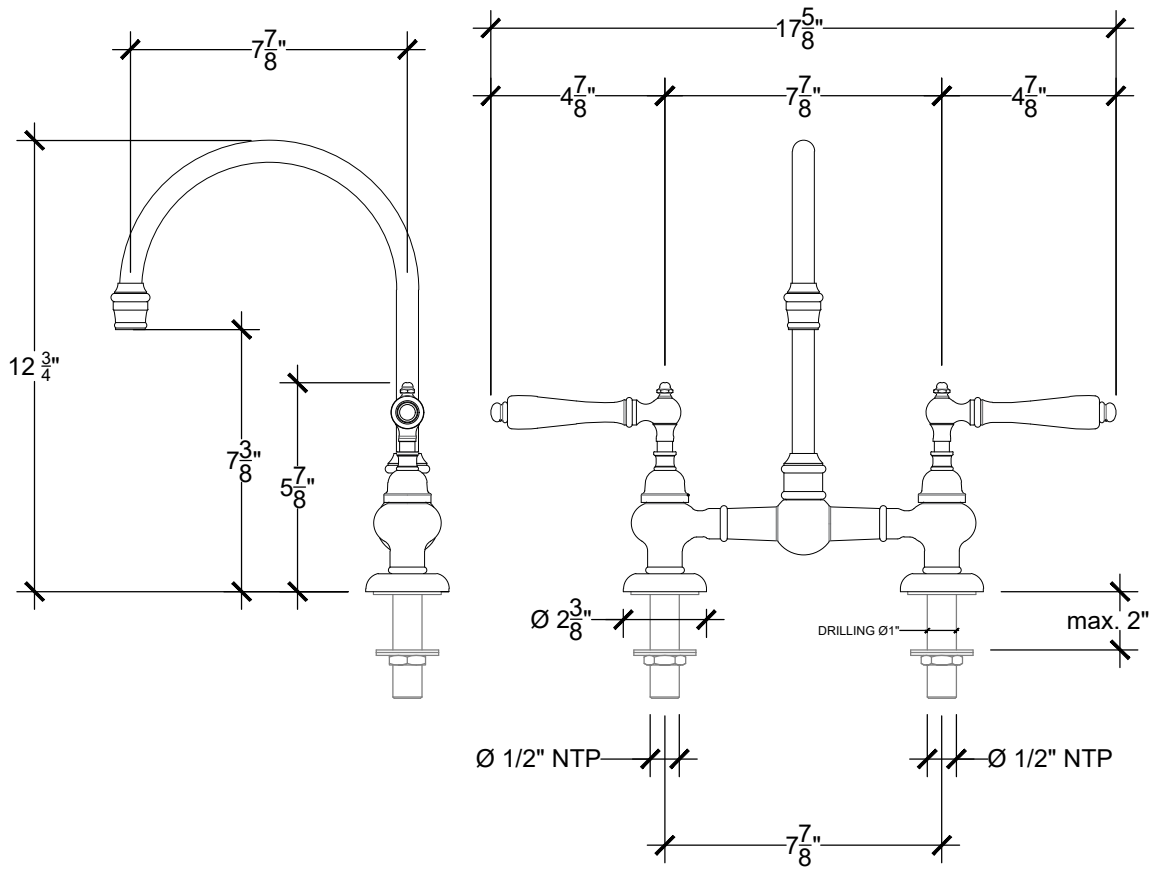 17 5/8"
7 7/8"
4 7/8"
7 7/8"
4 7/8"
12 3/4"
7 3/8"
5 7/8"
Ø 2 3/8"
DRILLING Ø1"
max. 2"
Ø 1/2" NTP
Ø 1/2" NTP
7 7/8"